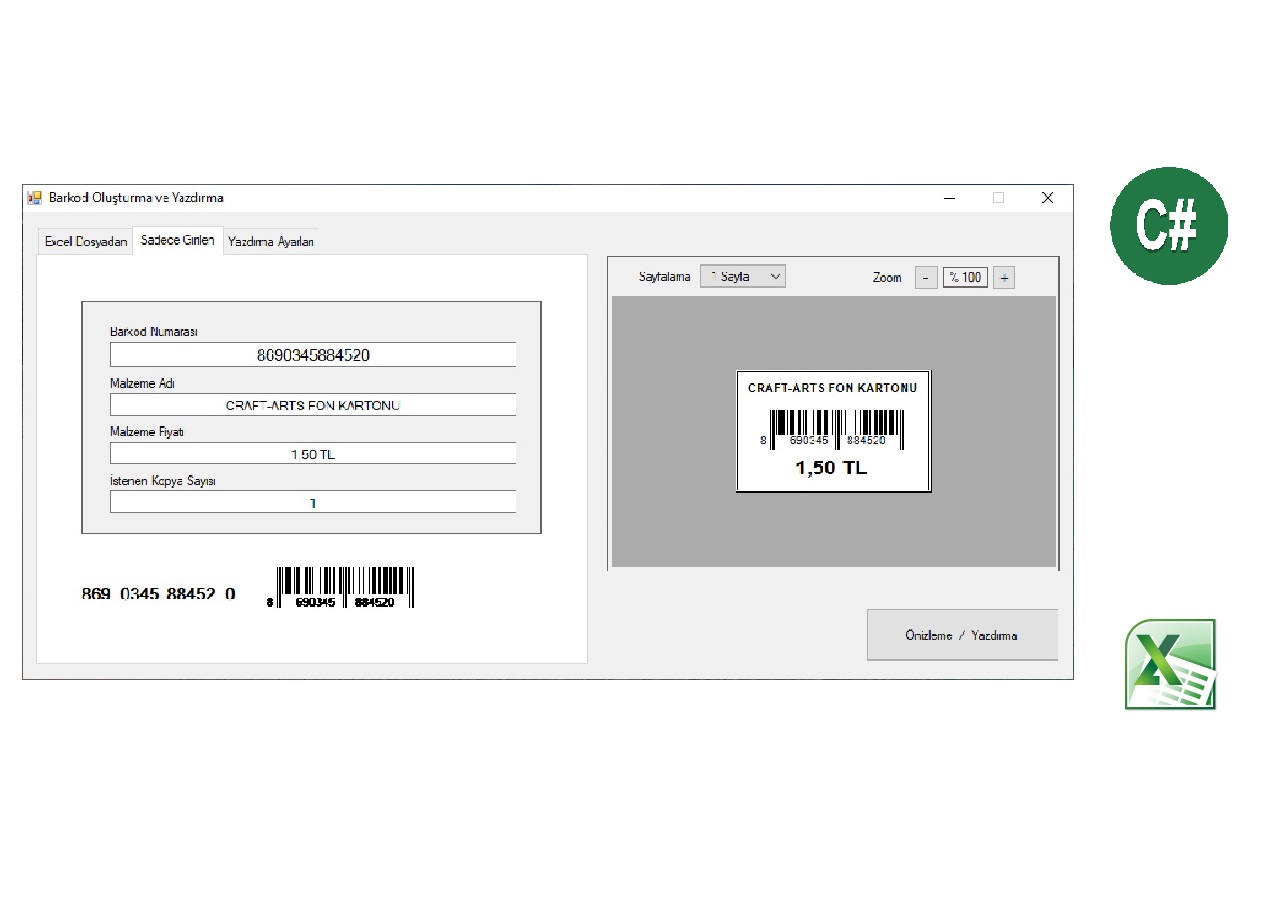 Barkod Oluşturma ve Yazdırma
Excel Dosyadan
Sadece Girilen
Yazdırma Ayarları
Barkod Numarası
8690345884520
Malzeme Adı
CRAFT-ARTS FON KARTONU
Malzeme Fiyatı
1,50 TL
İstenen Kopya Sayısı
1
869 0345 88452 0
8 690345 884520
Sayfalama
1 Sayfa
Zoom
-
% 100
+
CRAFT-ARTS FON KARTONU
8 690345 884520
1,50 TL
Önizleme / Yazdırma
C#
X